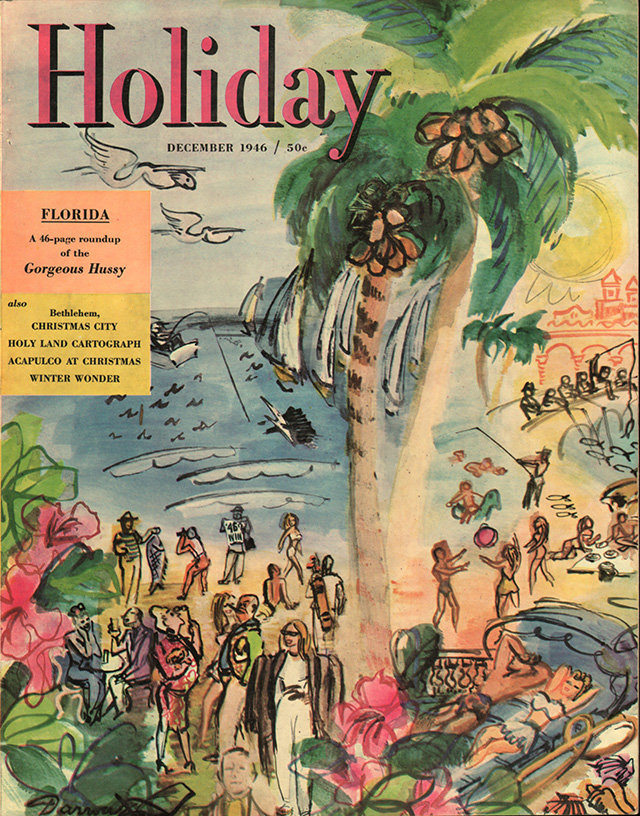 Holiday
DECEMBER 1946 / 50c
FLORIDA
A 46-page roundup
of the
Gorgeous Hussy
also
Bethlehem,
CHRISTMAS CITY
HOLY LAND CARTOGRAPH
ACAPULCO AT CHRISTMAS
WINTER WONDER